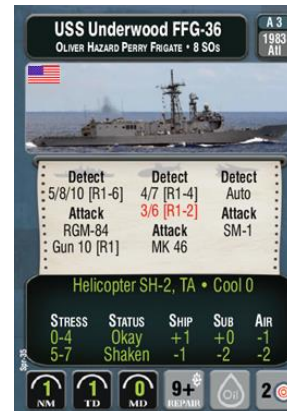 USS Underwood FFG-36
OLIVER HAZARD PERRY FRIGATE • 8 SOs
A 3
1983
Atl
Detect Detect Detect
5/8/10 [R1-6] 4/7 [R1-4] Auto
Attack 3/6 [R1-2] Attack
RGM-84 Attack SM-1
Gun 10 [R1] MK 46
Helicopter SH-2, TA • Cool 0
STRESS STATUS SHIP SUB AIR
0-4 Okay +1 +0 -1
5-7 Shaken -1 -2 -2
Spr-35
1 1 0 9+ Oil 2
NM TD MD REPAIR